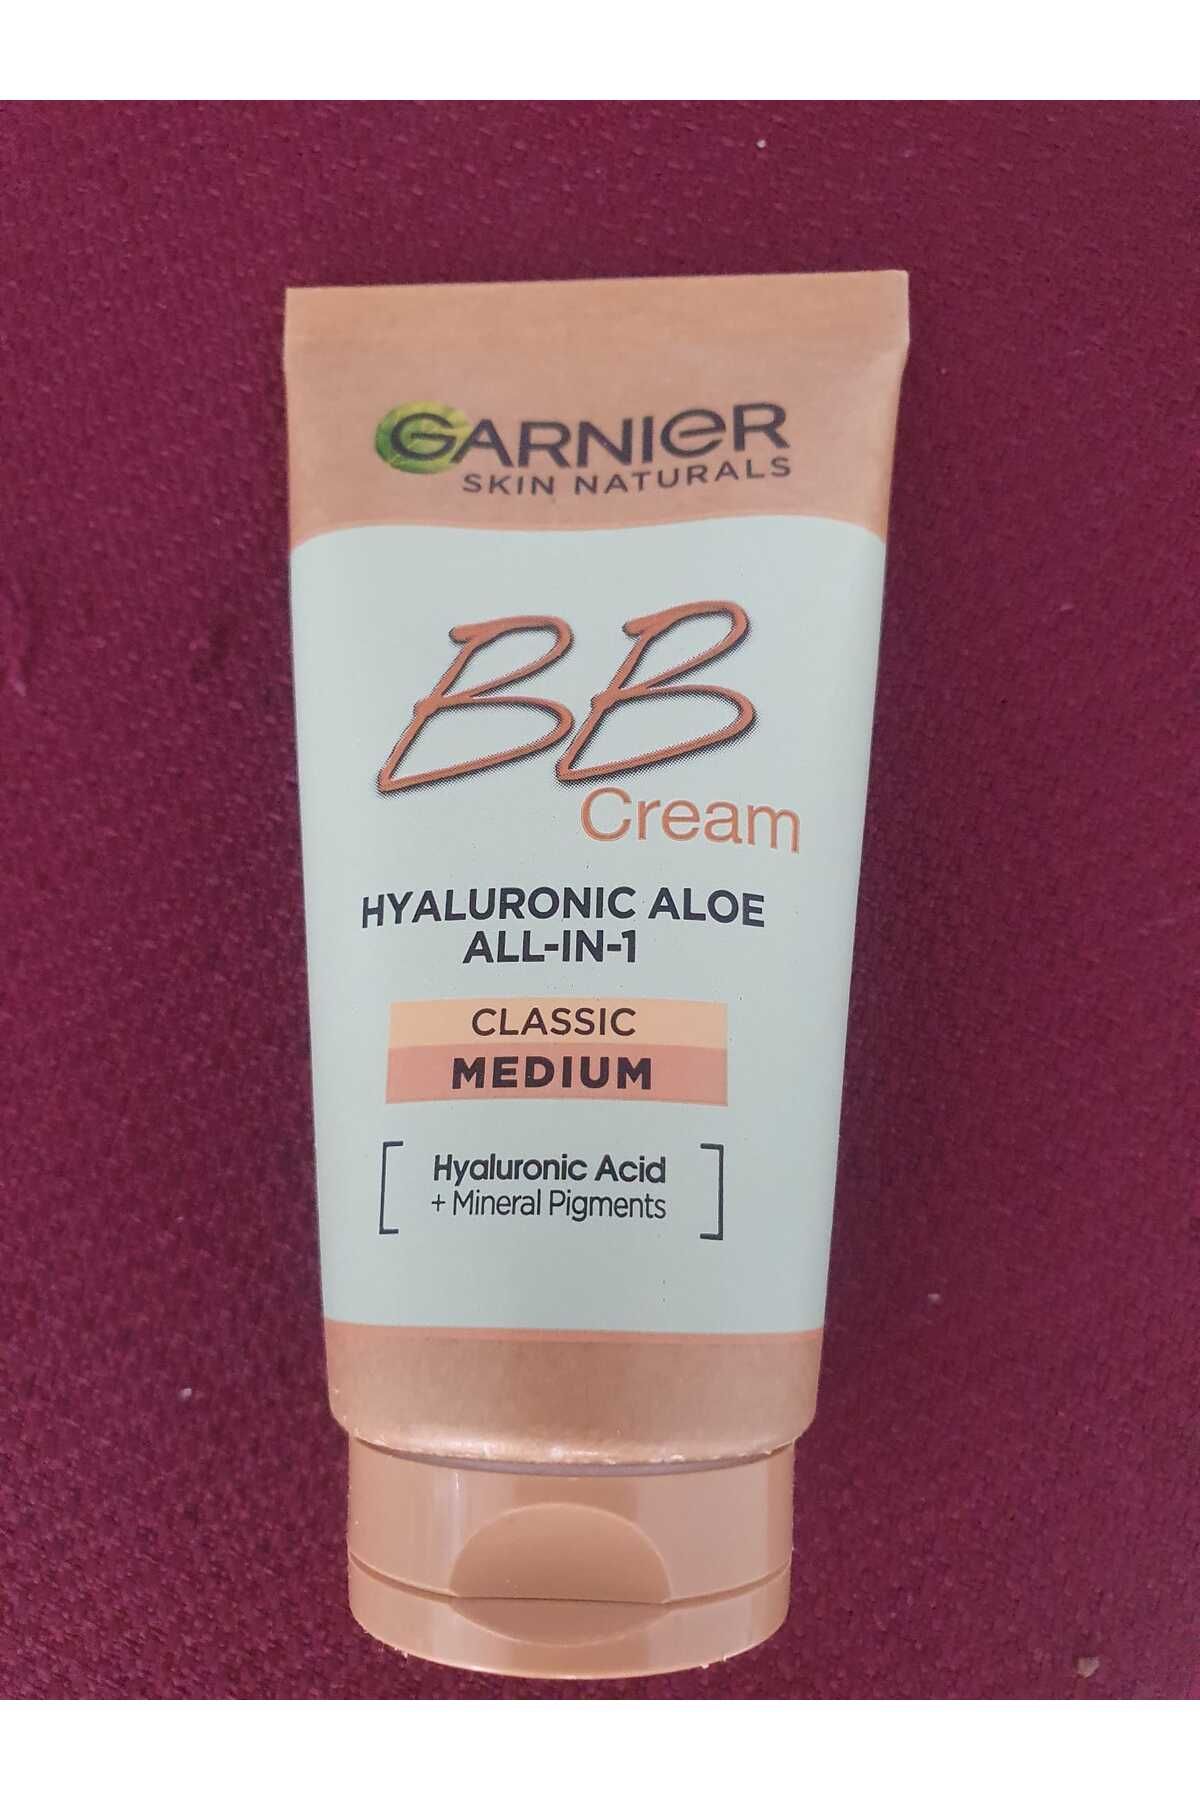 GARNIER
SKIN NATURALS
BB
Cream
HYALURONIC ALOE
ALL-IN-1
CLASSIC
MEDIUM
[ Hyaluronic Acid
+ Mineral Pigments ]